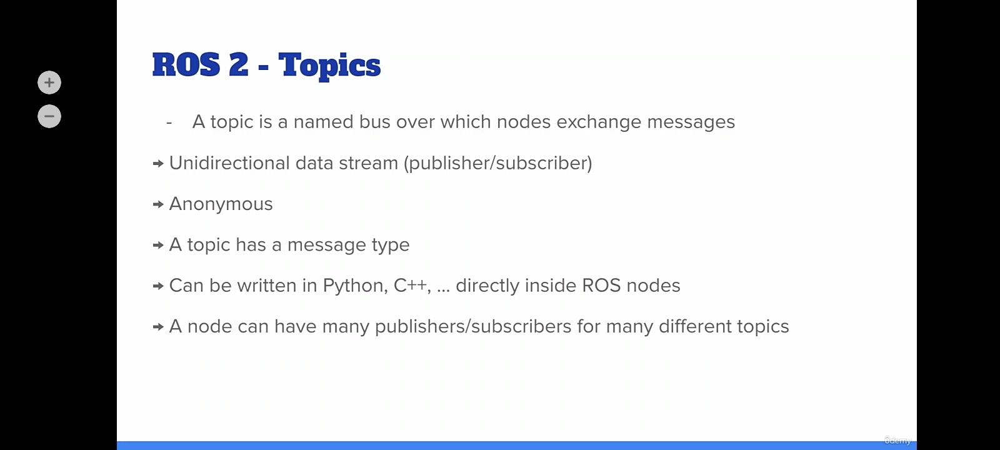 ROS 2 - Topics
- A topic is a named bus over which nodes exchange messages
➔ Unidirectional data stream (publisher/subscriber)
➔ Anonymous
➔ A topic has a message type
➔ Can be written in Python, C++, ... directly inside ROS nodes
➔ A node can have many publishers/subscribers for many different topics
ûdemy